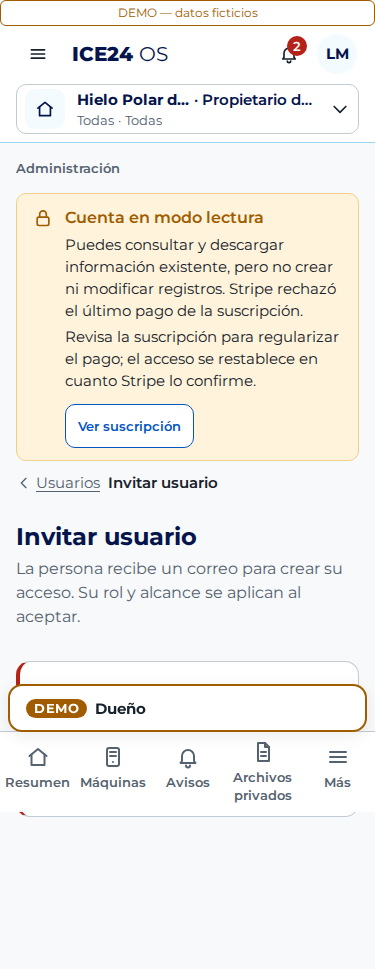 DEMO — datos ficticios
ICE24 OS
2
LM
Hielo Polar d... · Propietario d...
Todas · Todas
Administración
Cuenta en modo lectura
Puedes consultar y descargar
información existente, pero no crear
ni modificar registros. Stripe rechazó
el último pago de la suscripción.
Revisa la suscripción para regularizar
el pago; el acceso se restablece en
cuanto Stripe lo confirme.
Ver suscripción
Usuarios Invitar usuario
Invitar usuario
La persona recibe un correo para crear su
acceso. Su rol y alcance se aplican al
aceptar.
DEMO Dueño
Resumen
Máquinas
Avisos
Archivos
privados
Más